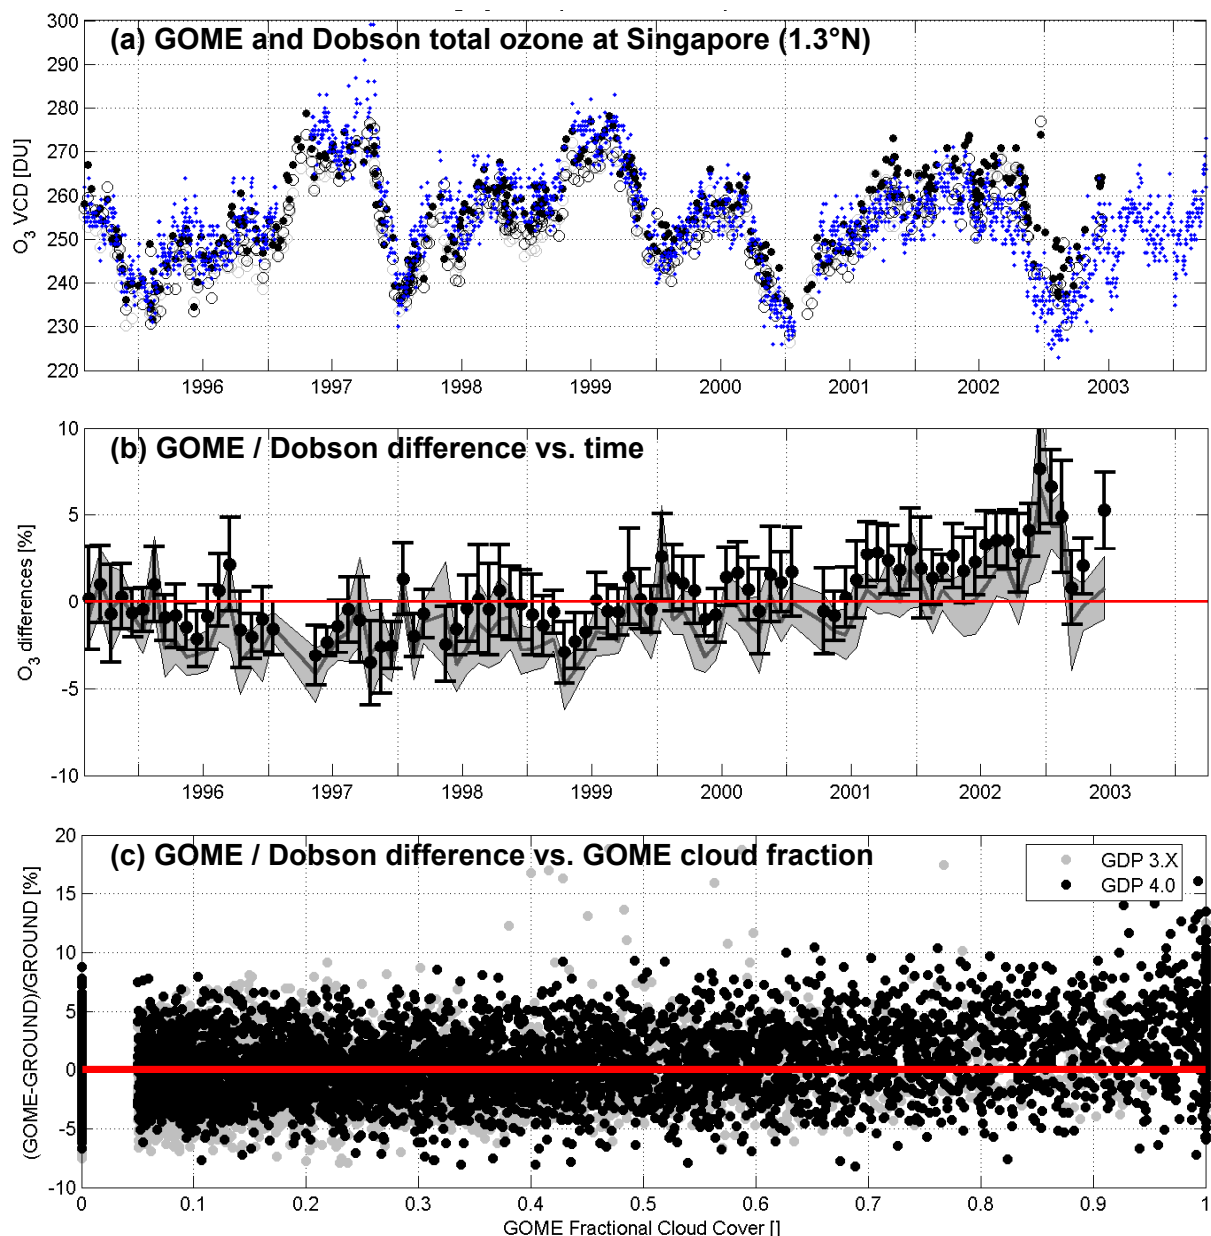 (a) GOME and Dobson total ozone at Singapore (1.3°N)
300
290
280
270
260
250
240
230
220
O3 VCD [DU]
1996 1997 1998 1999 2000 2001 2002 2003
(b) GOME / Dobson difference vs. time
10
5
0
-5
-10
O3 differences [%]
1996 1997 1998 1999 2000 2001 2002 2003
(c) GOME / Dobson difference vs. GOME cloud fraction
GDP 3.X
GDP 4.0
20
15
10
5
0
-5
-10
(GOME-GROUND)/GROUND [%]
0 0.1 0.2 0.3 0.4 0.5 0.6 0.7 0.8 0.9 1
GOME Fractional Cloud Cover []